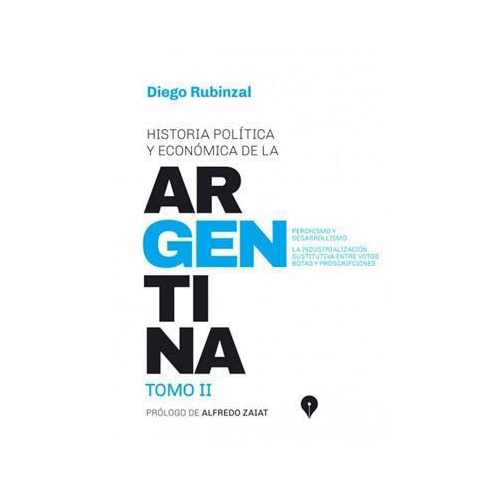 Diego Rubinzal
HISTORIA POLÍTICA
Y ECONÓMICA DE LA
AR
GEN
TI
NA
PERONISMO Y
DESARROLLISMO
LA INDUSTRIALIZACIÓN
SUSTITUTIVA ENTRE VOTOS
BOTAS Y PROSCRIPCIONES
TOMO II
PRÓLOGO DE ALFREDO ZAIAT